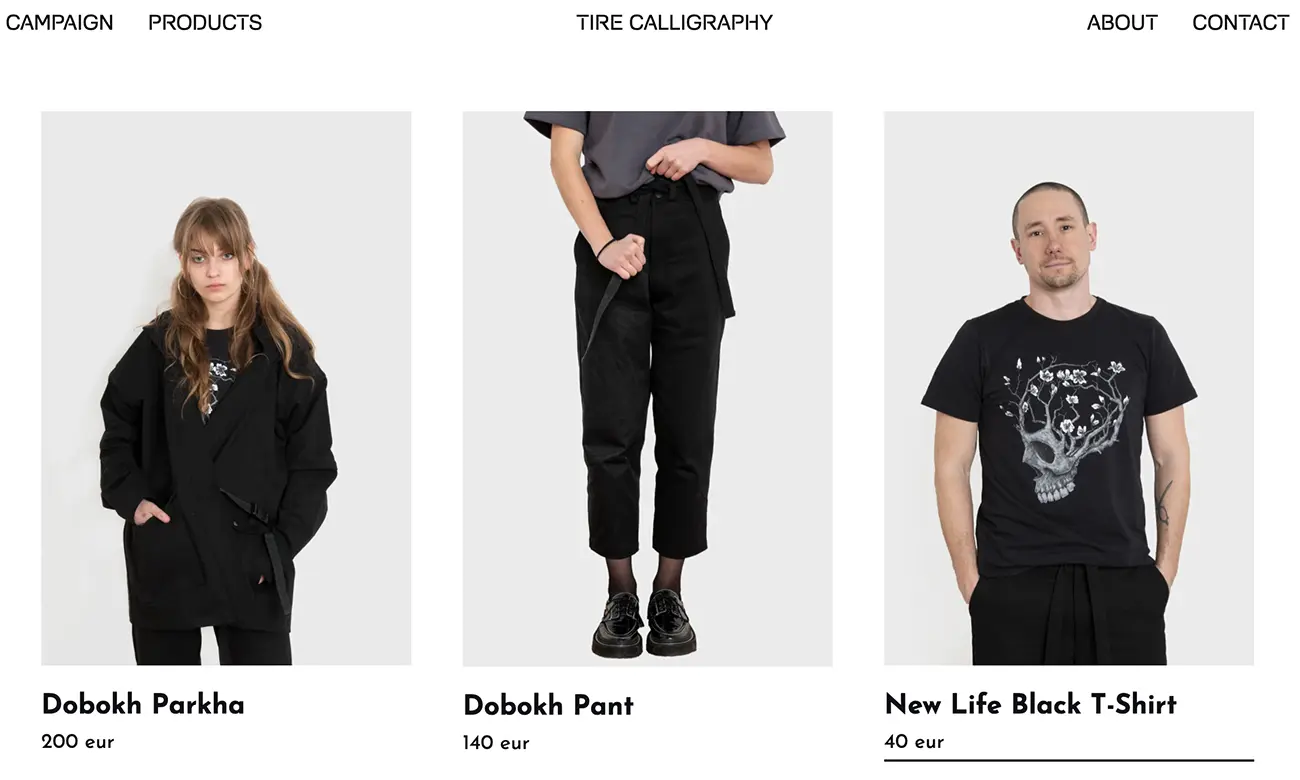 CAMPAIGN PRODUCTS TIRE CALLIGRAPHY ABOUT CONTACT
Dobokh Parkha
200 eur
Dobokh Pant
140 eur
New Life Black T-Shirt
40 eur